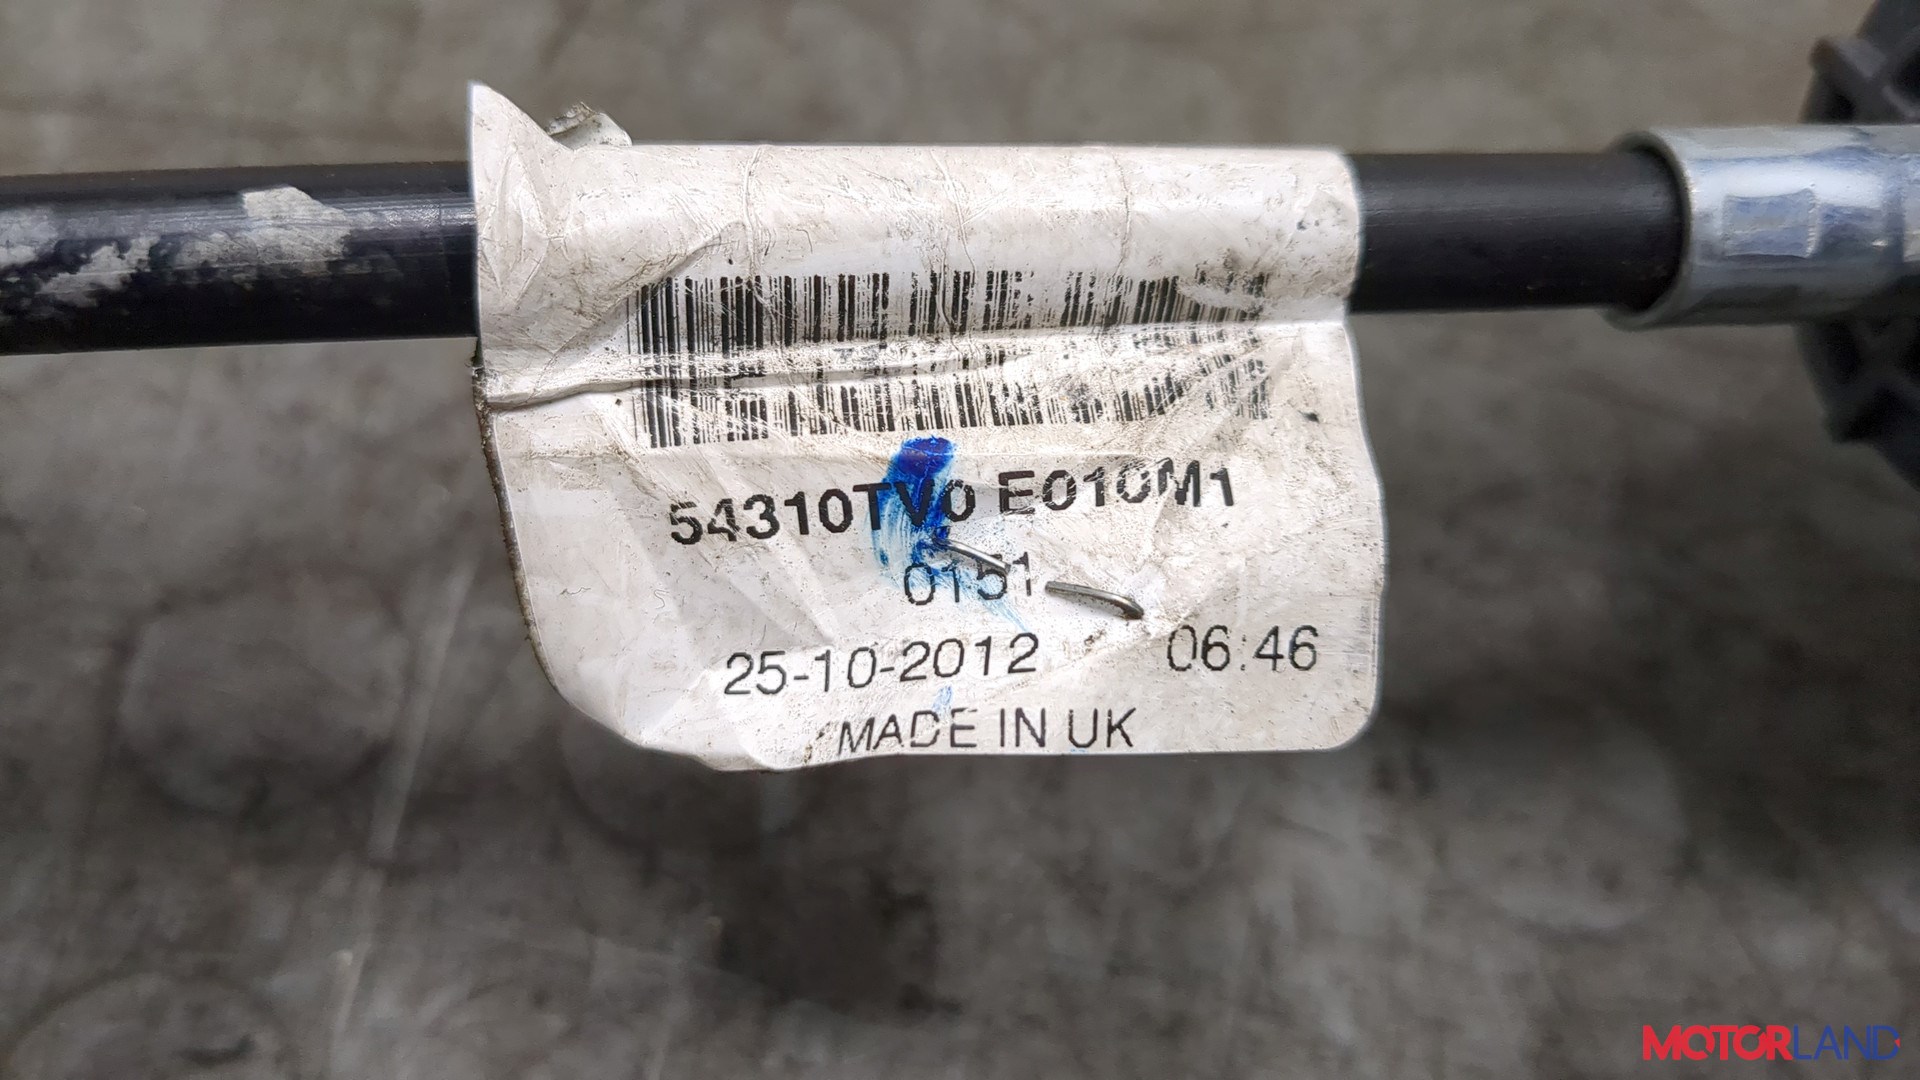 54310TV0 E010M1
0151
25-10-2012 06:46
MADE IN UK
MOTORLAND